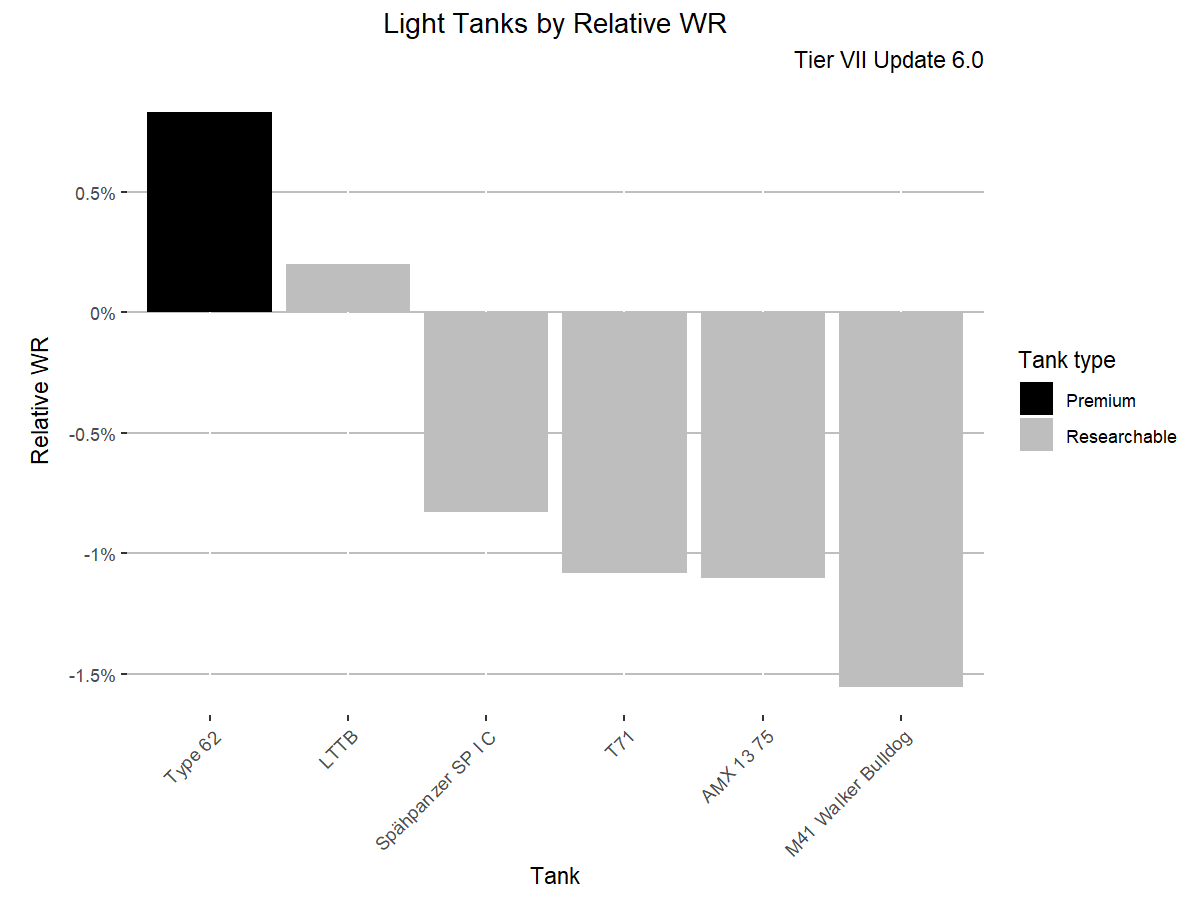 Light Tanks by Relative WR
Tier VII Update 6.0
Relative WR
0.5%
0%
-0.5%
-1%
-1.5%
Type 62
LTTB
Spähpanzer SP I C
T71
AMX 13 75
M41 Walker Bulldog
Tank
Tank type
Premium
Researchable